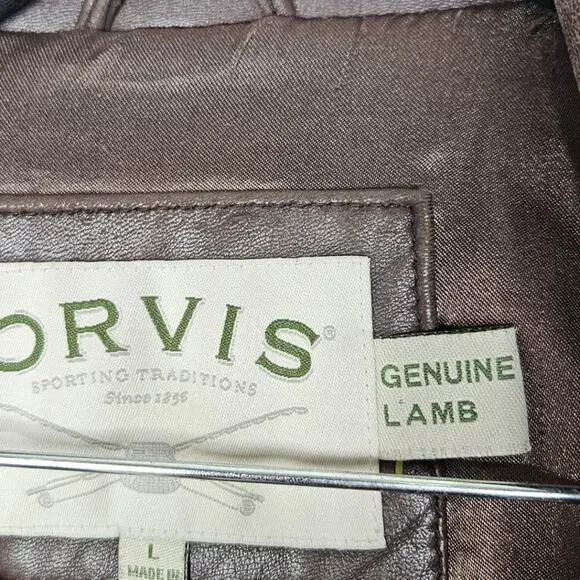 ORVIS®
SPORTING TRADITIONS
Since 1856
GENUINE
LAMB
L
MADE IN